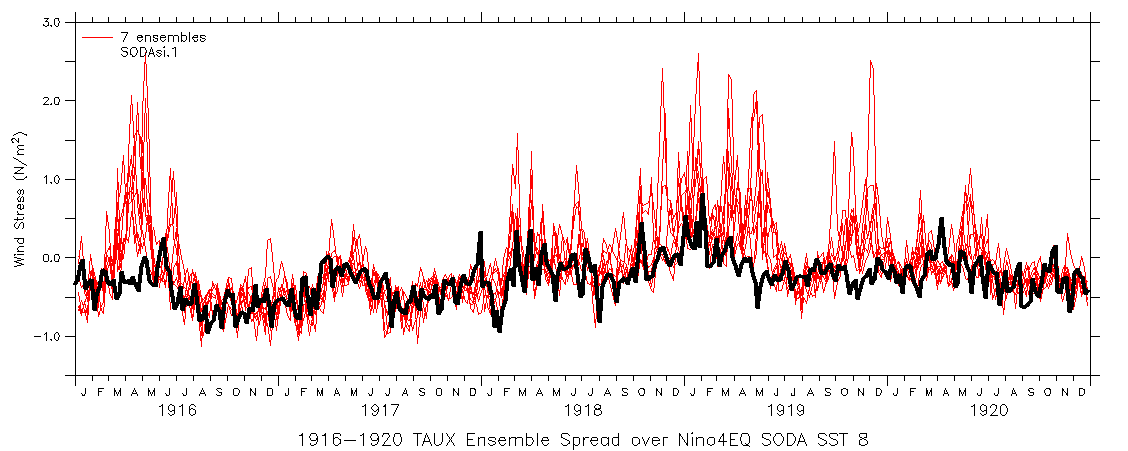 3.0
7 ensembles
SODAsi.1
2.0
1.0
0.0
-1.0
Wind Stress (N/m²)
J F M A M J J A S O N D J F M A M J J A S O N D J F M A M J J A S O N D J F M A M J J A S O N D J F M A M J J A S O N D
1916 1917 1918 1919 1920
1916-1920 TAUX Ensemble Spread over Nino4EQ SODA SST 8